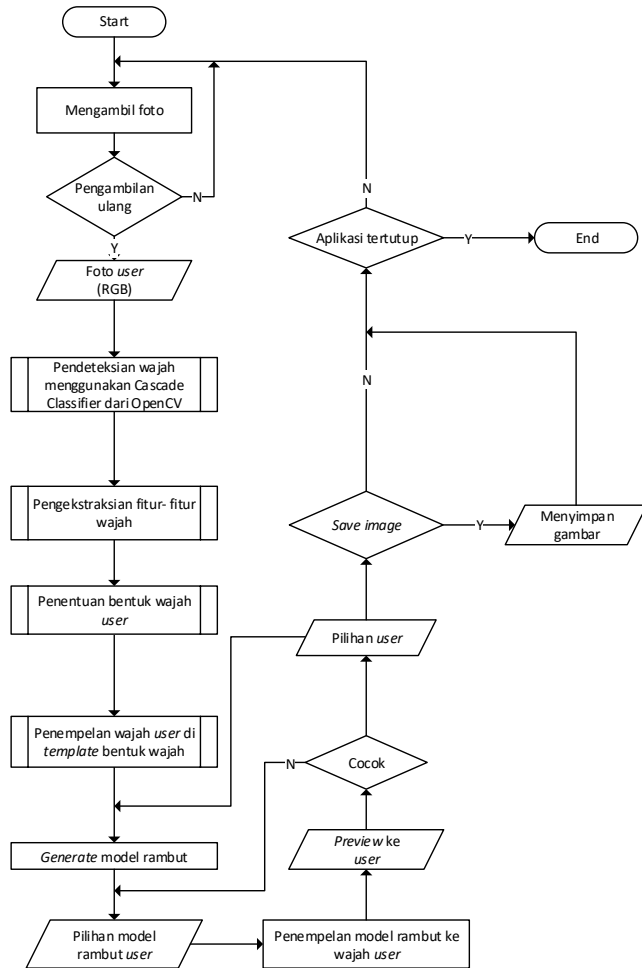 Start
Mengambil foto
Pengambilan
ulang
N
Y
Foto user
(RGB)
Pendeteksian wajah
menggunakan Cascade
Classifier dari OpenCV
Pengekstraksian fitur- fitur
wajah
Penentuan bentuk wajah
user
Penempelan wajah user di
template bentuk wajah
Generate model rambut
Pilihan model
rambut user
Penempelan model rambut ke
wajah user
Preview ke
user
Cocok
N
Pilihan user
Save image
Y
Menyimpan
gambar
N
Aplikasi tertutup
Y
End
N